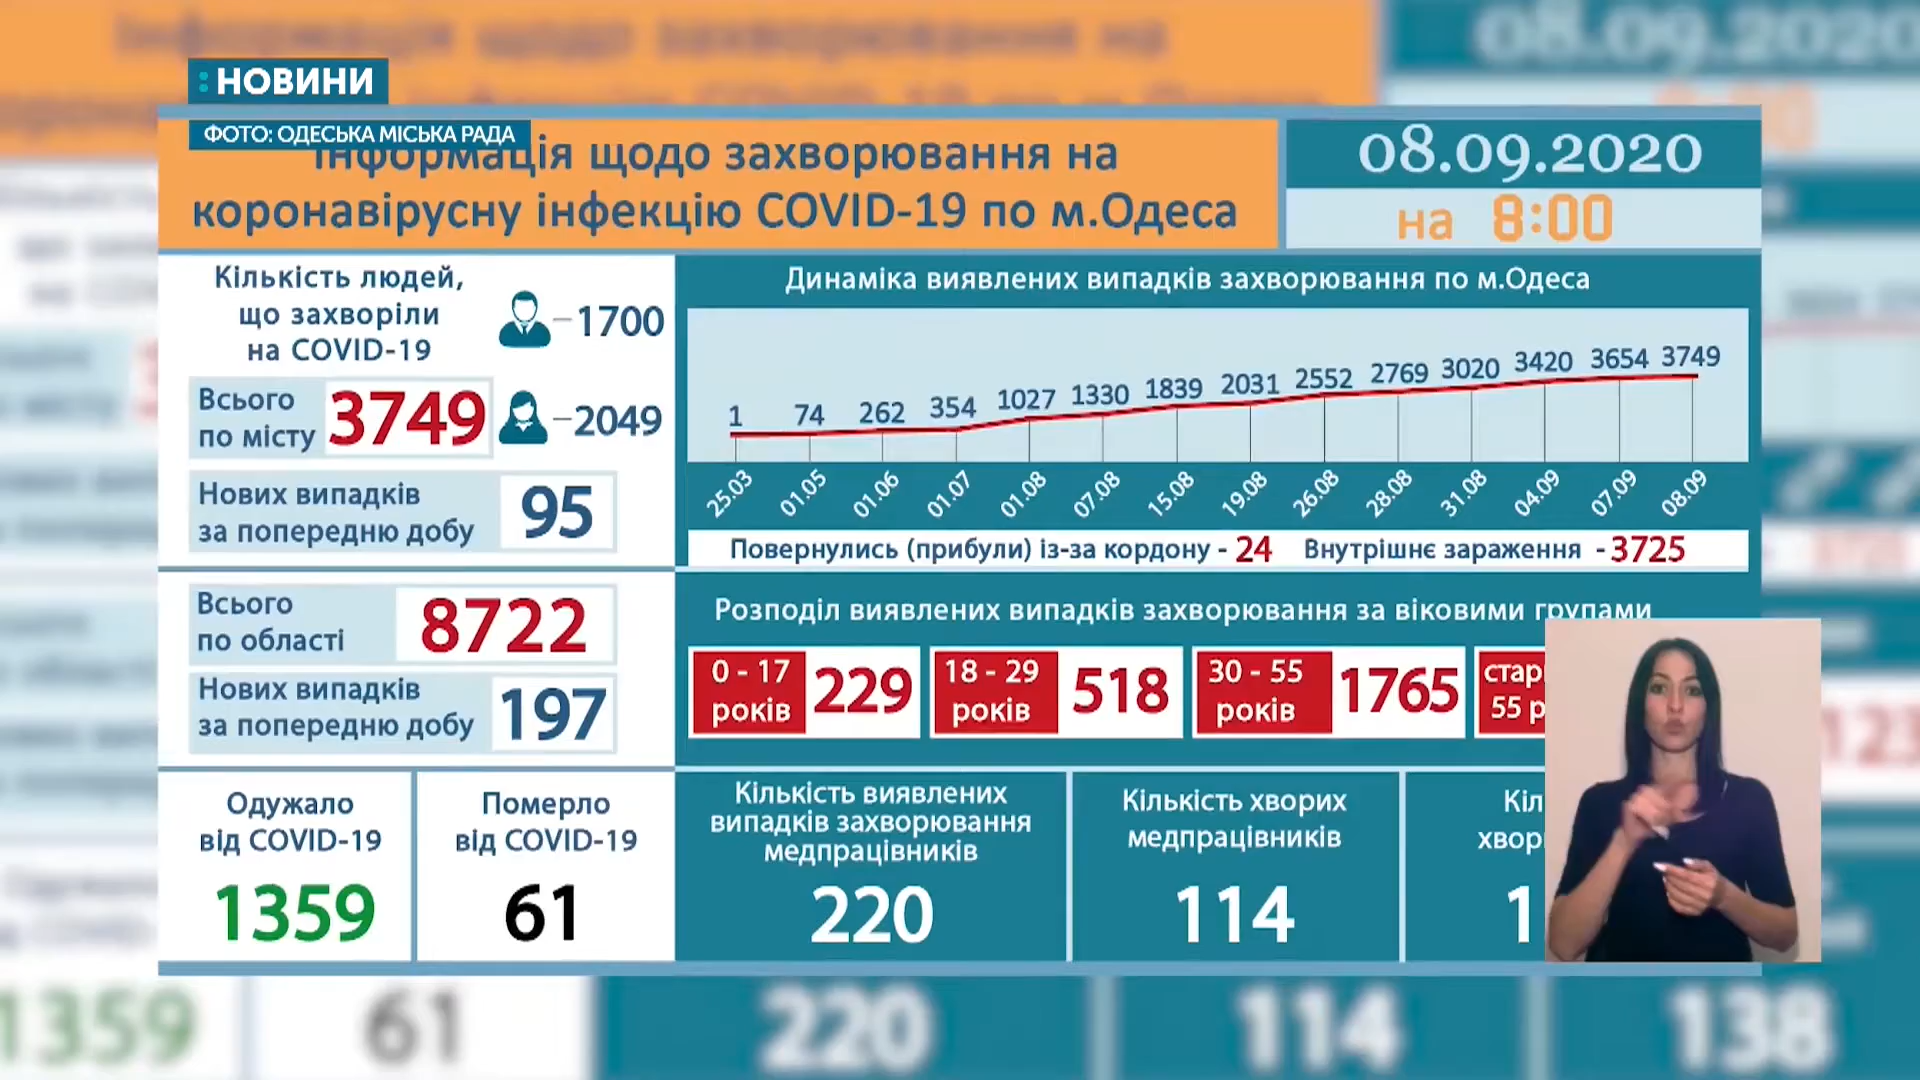 НОВИНИ
ФОТО: ОДЕСЬКА МІСЬКА РАДА
Інформація щодо захворювання на
коронавірусну інфекцію COVID-19 по м.Одеса
08.09.2020
на 8:00
Кількість людей,
що захворіли
на COVID-19
–1700
Всього
по місту
3749
–2049
Нових випадків
за попередню добу
95
Всього
по області
8722
Нових випадків
за попередню добу
197
Одужало
від COVID-19
1359
Померло
від COVID-19
61
Динаміка виявлених випадків захворювання по м.Одеса
1 74 262 354 1027 1330 1839 2031 2552 2769 3020 3420 3654 3749
25.03 01.05 01.06 01.07 01.08 07.08 15.08 19.08 26.08 28.08 31.08 04.09 07.09 08.09
Повернулись (прибули) із-за кордону - 24 Внутрішнє зараження - 3725
Розподіл виявлених випадків захворювання за віковими групами
0 - 17
років
229
18 - 29
років
518
30 - 55
років
1765
55
Кількість виявлених
випадків захворювання
медпрацівників
220
Кількість хворих
медпрацівників
114
1359
61
220
114
138